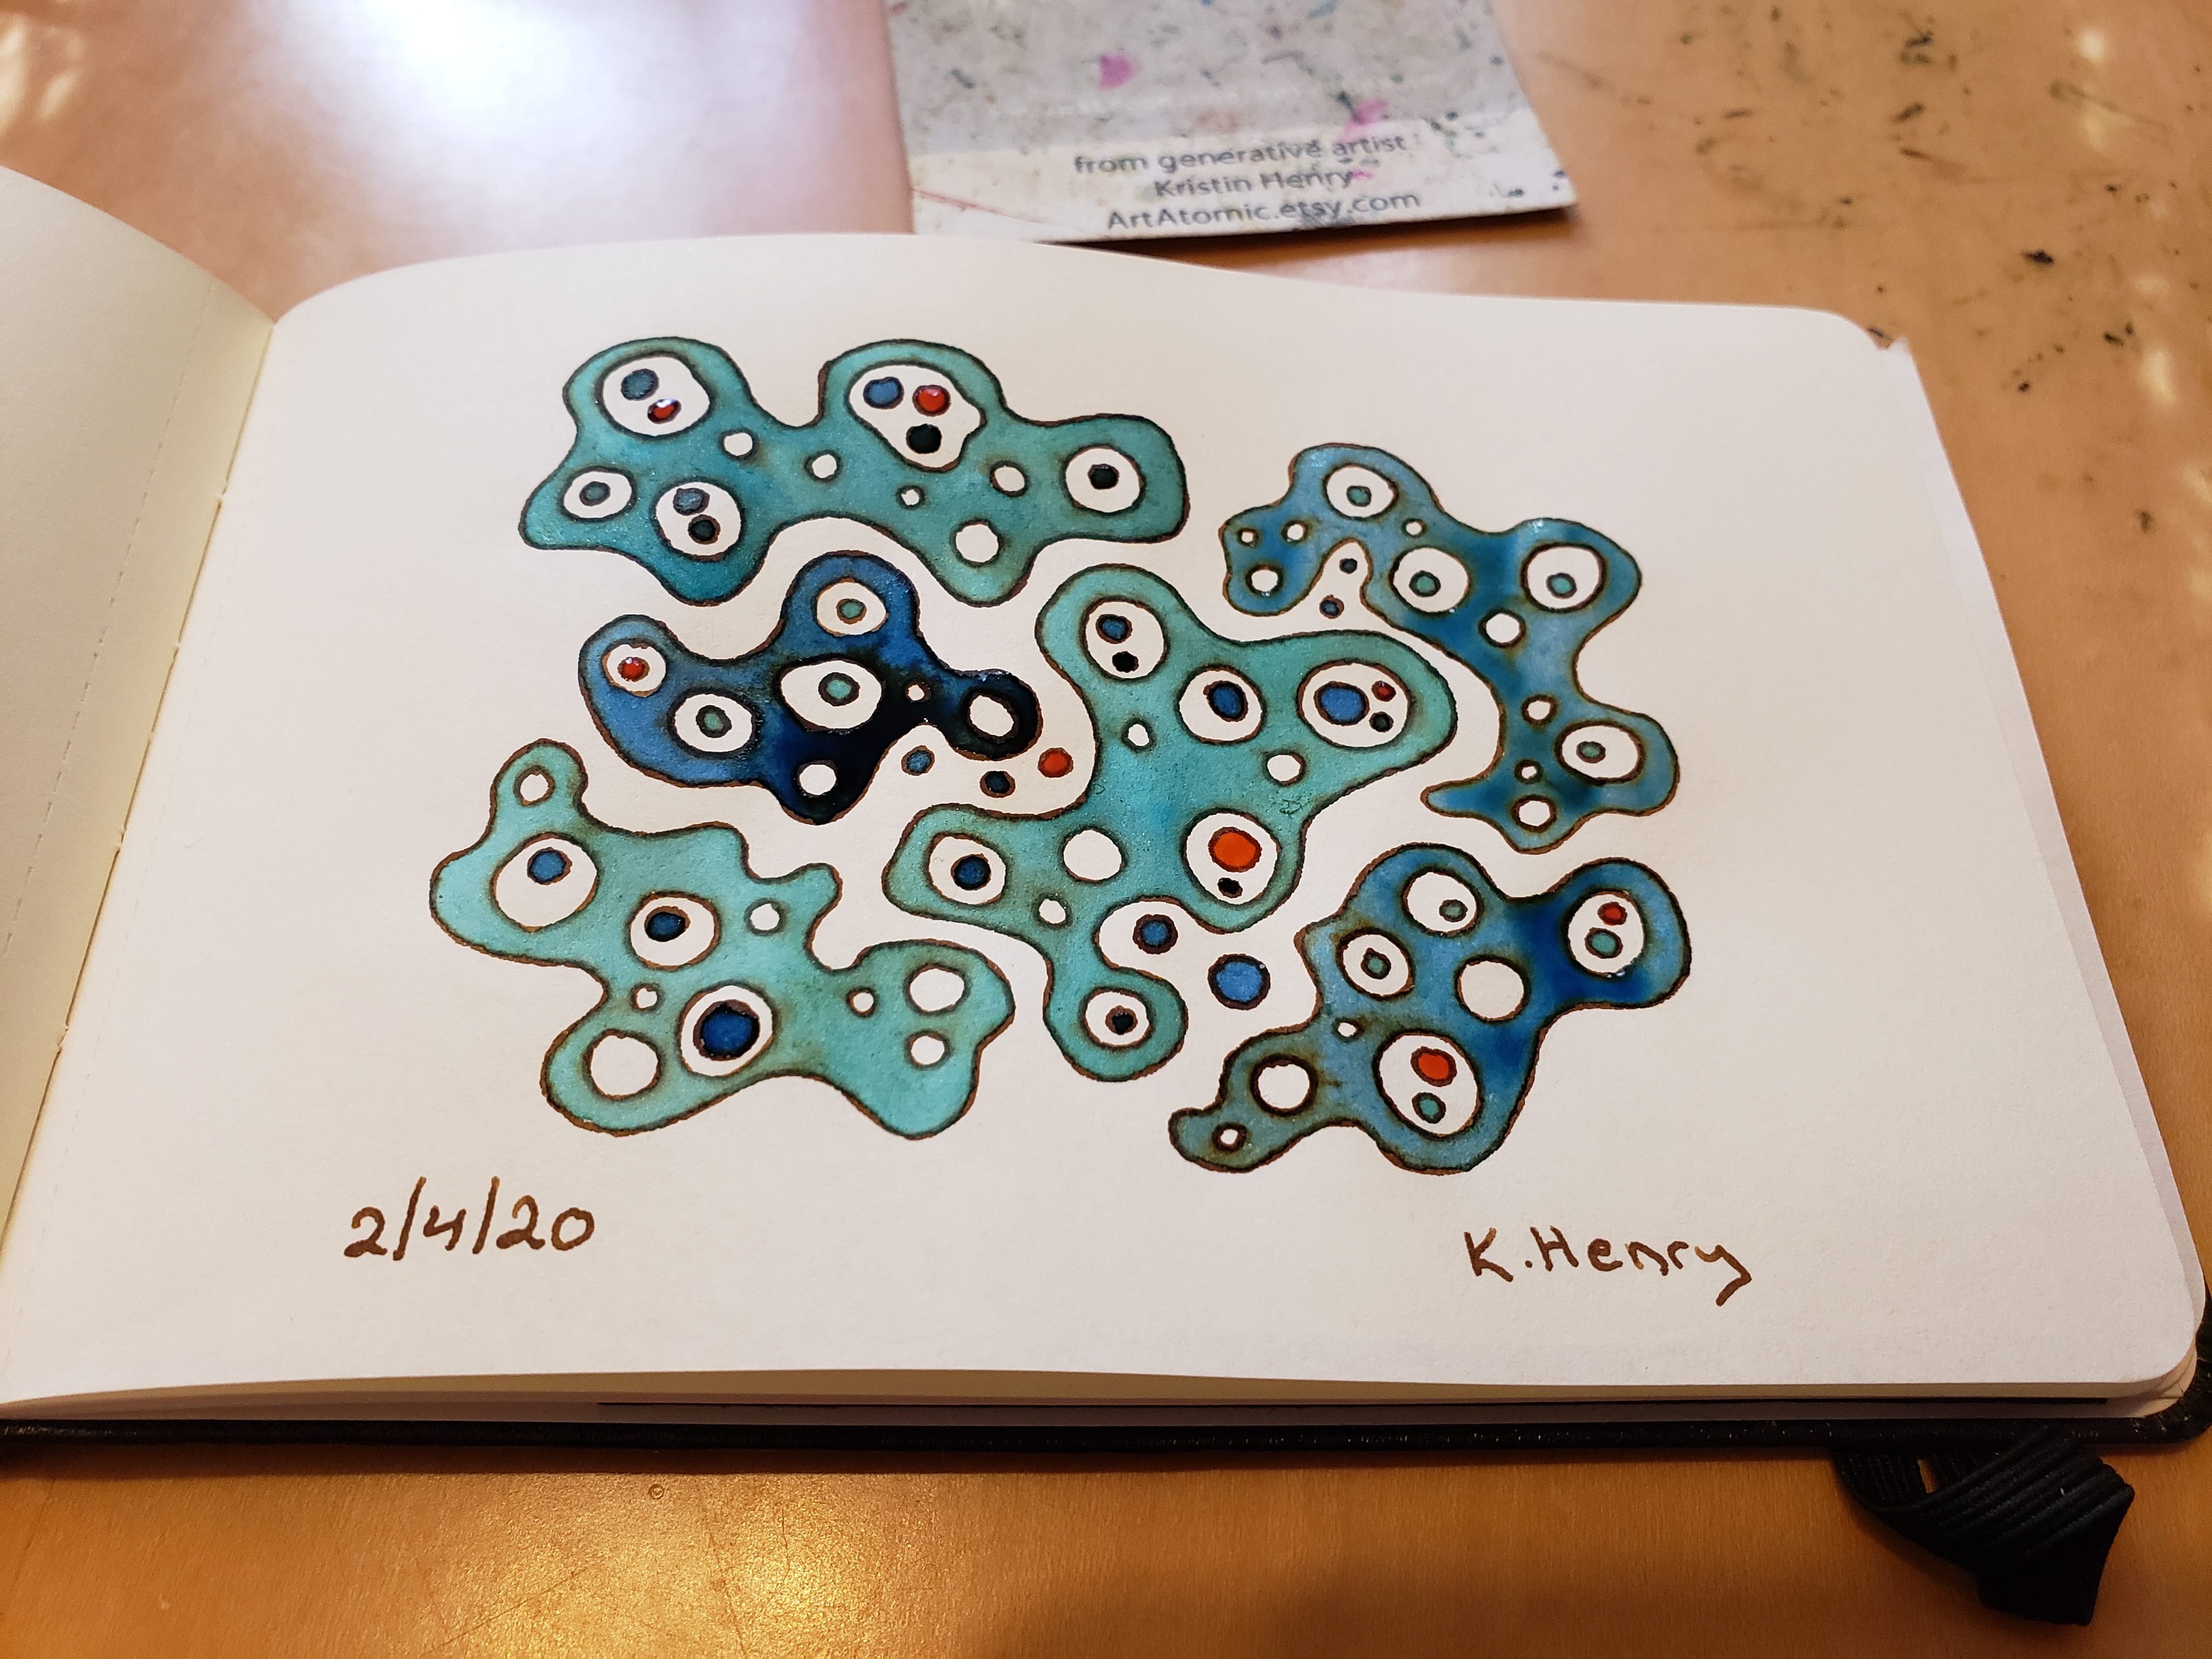 from generative artist
Kristin Henry
ArtAtomic.etsy.com
2/4/20
K.Henry